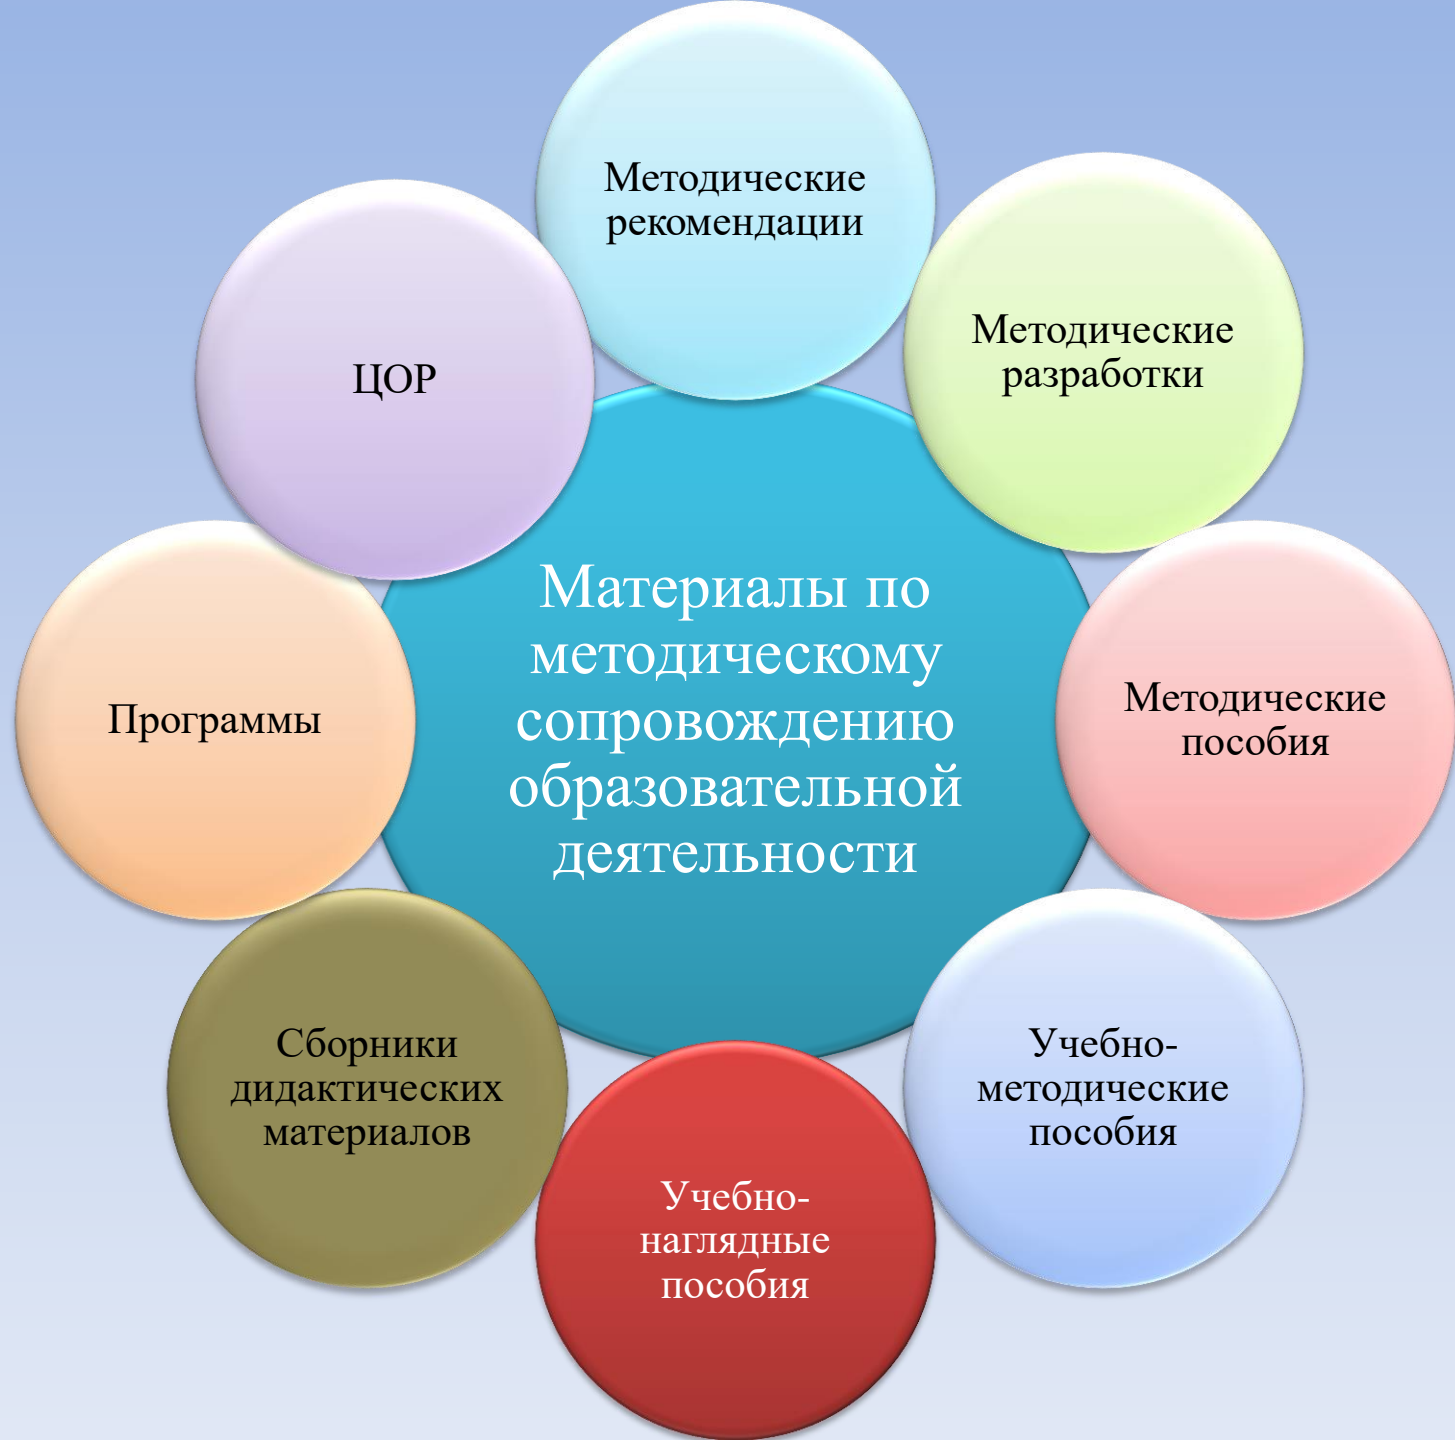 Методические
рекомендации
Методические
разработки
ЦОР
Материалы по
методическому
сопровождению
образовательной
деятельности
Методические
пособия
Программы
Учебно-
методические
пособия
Сборники
дидактических
материалов
Учебно-
наглядные
пособия